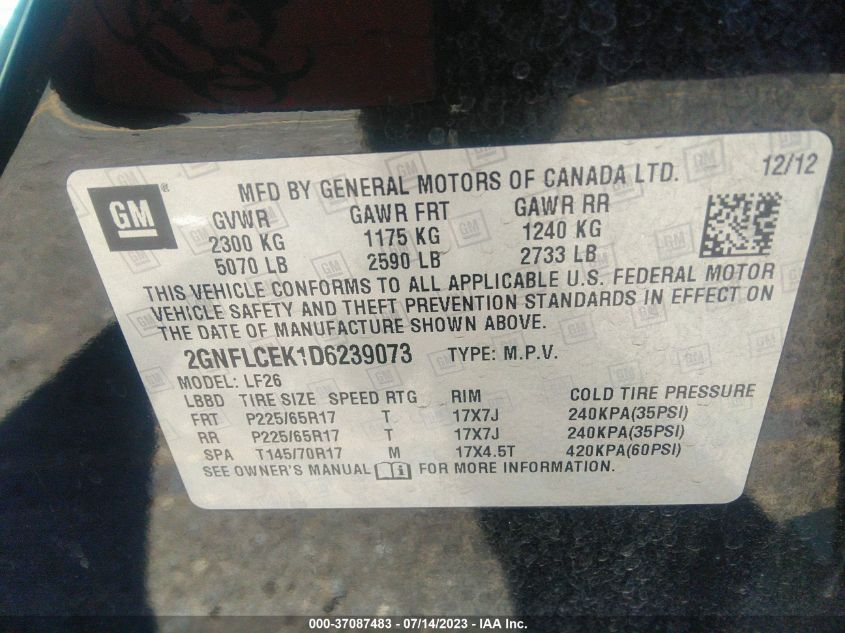 GM ® MFD BY GENERAL MOTORS OF CANADA LTD. 12/12
GVWR GAWR FRT GAWR RR
2300 KG 1175 KG 1240 KG
5070 LB 2590 LB 2733 LB
THIS VEHICLE CONFORMS TO ALL APPLICABLE U.S. FEDERAL MOTOR
VEHICLE SAFETY AND THEFT PREVENTION STANDARDS IN EFFECT ON
THE DATE OF MANUFACTURE SHOWN ABOVE.
2GNFLCEK1D6239073 TYPE: M.P.V.
MODEL: LF26
LBBD TIRE SIZE SPEED RTG RIM COLD TIRE PRESSURE
FRT P225/65R17 T 17X7J 240KPA(35PSI)
RR P225/65R17 T 17X7J 240KPA(35PSI)
SPA T145/70R17 M 17X4.5T 420KPA(60PSI)
SEE OWNER'S MANUAL FOR MORE INFORMATION.
000-37087483 - 07/14/2023 - IAA Inc.